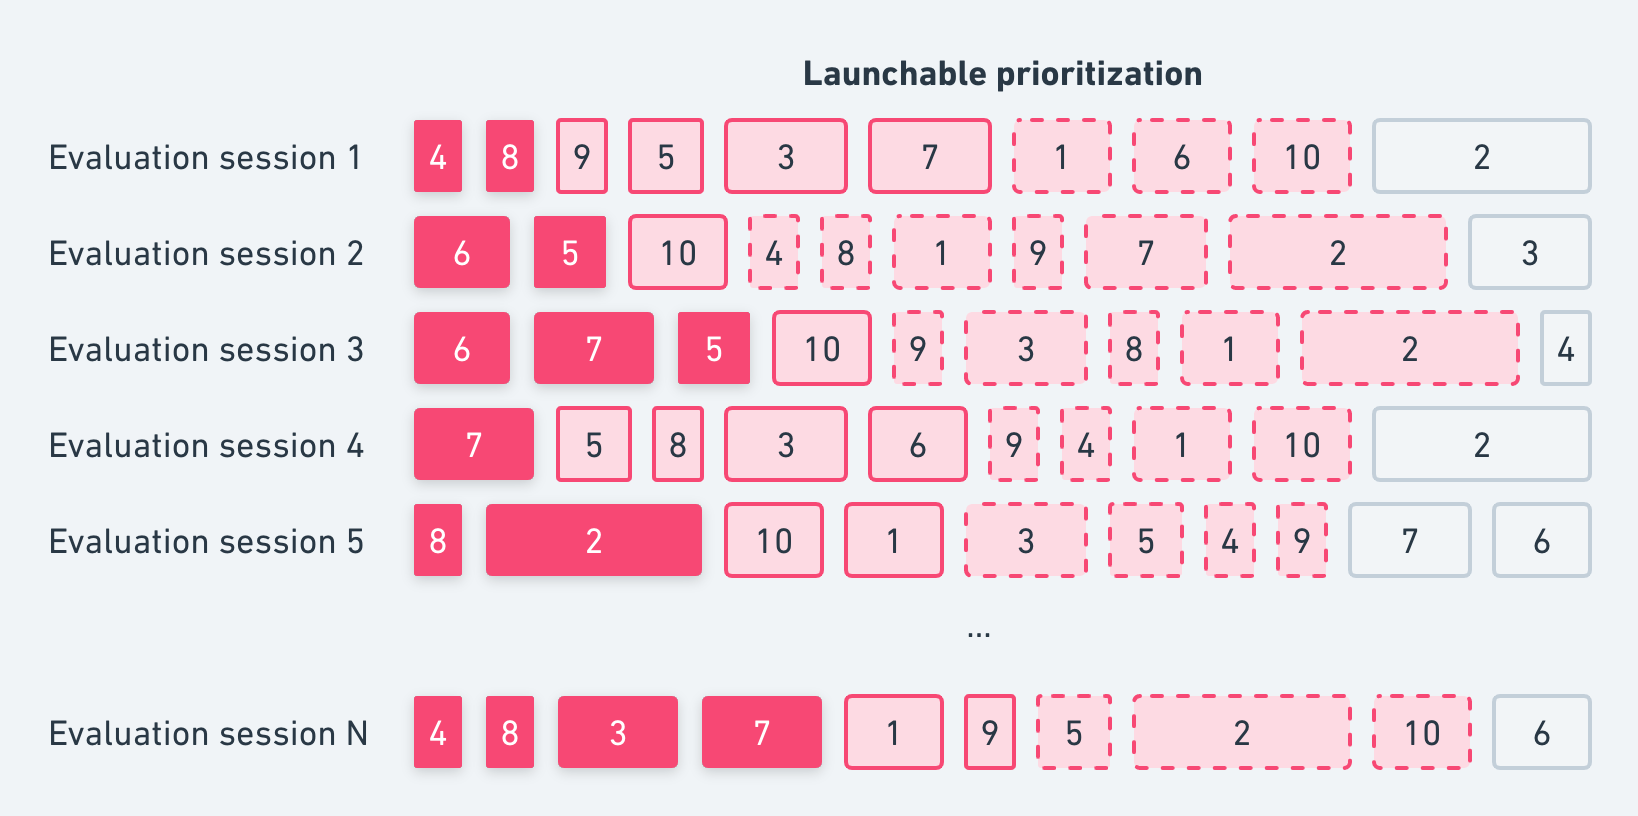 Launchable prioritization
Evaluation session 1 4 8 9 5 3 7 1 6 10 2
Evaluation session 2 6 5 10 4 8 1 9 7 2 3
Evaluation session 3 6 7 5 10 9 3 8 1 2 4
Evaluation session 4 7 5 8 3 6 9 4 1 10 2
Evaluation session 5 8 2 10 1 3 5 4 9 7 6
...
Evaluation session N 4 8 3 7 1 9 5 2 10 6